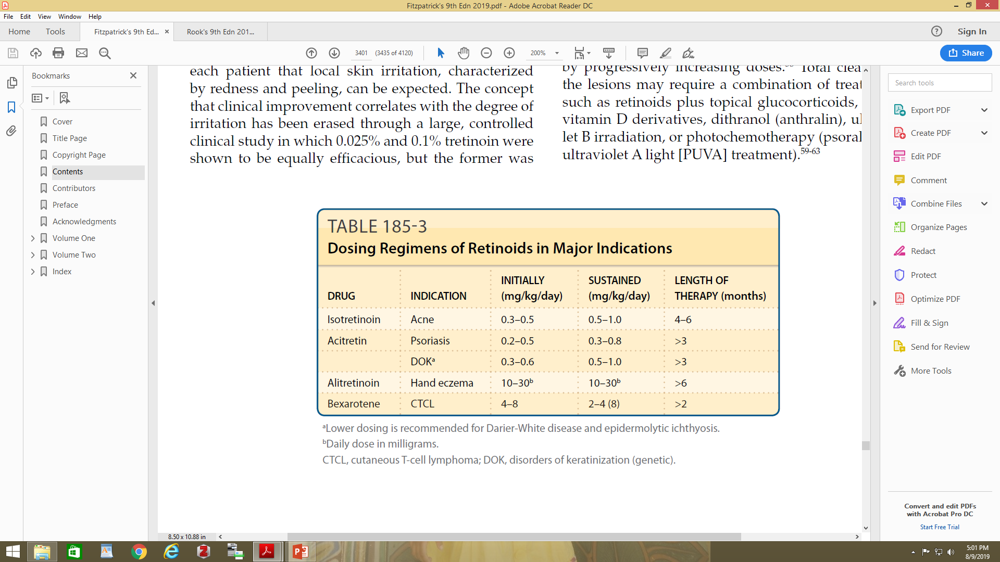 Fitzpatrick's 9th Edn 2019.pdf - Adobe Acrobat Reader DC
File Edit View Window Help
Home Tools Fitzpatrick's 9th Ed... Rook's 9th Edn 201... Sign In
3401 (3435 of 4120) 200% Share
Bookmarks
Cover
Title Page
Copyright Page
Contents
Contributors
Preface
Acknowledgments
Volume One
Volume Two
Index
each patient that local skin irritation, characterized
by redness and peeling, can be expected. The concept
that clinical improvement correlates with the degree of
irritation has been erased through a large, controlled
clinical study in which 0.025% and 0.1% tretinoin were
shown to be equally efficacious, but the former was
by progressively increasing doses. Total clea
the lesions may require a combination of treat
such as retinoids plus topical glucocorticoids,
vitamin D derivatives, dithranol (anthralin), ul
let B irradiation, or photochemotherapy (psoral
ultraviolet A light [PUVA] treatment).59-63
TABLE 185-3
Dosing Regimens of Retinoids in Major Indications
DRUG INDICATION INITIALLY (mg/kg/day) SUSTAINED (mg/kg/day) LENGTH OF THERAPY (months)
Isotretinoin Acne 0.3–0.5 0.5–1.0 4–6
Acitretin Psoriasis 0.2–0.5 0.3–0.8 >3
DOKa 0.3–0.6 0.5–1.0 >3
Alitretinoin Hand eczema 10–30b 10–30b >6
Bexarotene CTCL 4–8 2–4 (8) >2
aLower dosing is recommended for Darier-White disease and epidermolytic ichthyosis.
bDaily dose in milligrams.
CTCL, cutaneous T-cell lymphoma; DOK, disorders of keratinization (genetic).
8.50 x 10.88 in
Search tools
Export PDF
Create PDF
Edit PDF
Comment
Combine Files
Organize Pages
Redact
Protect
Optimize PDF
Fill & Sign
Send for Review
More Tools
Convert and edit PDFs
with Acrobat Pro DC
Start Free Trial
5:01 PM
8/9/2019